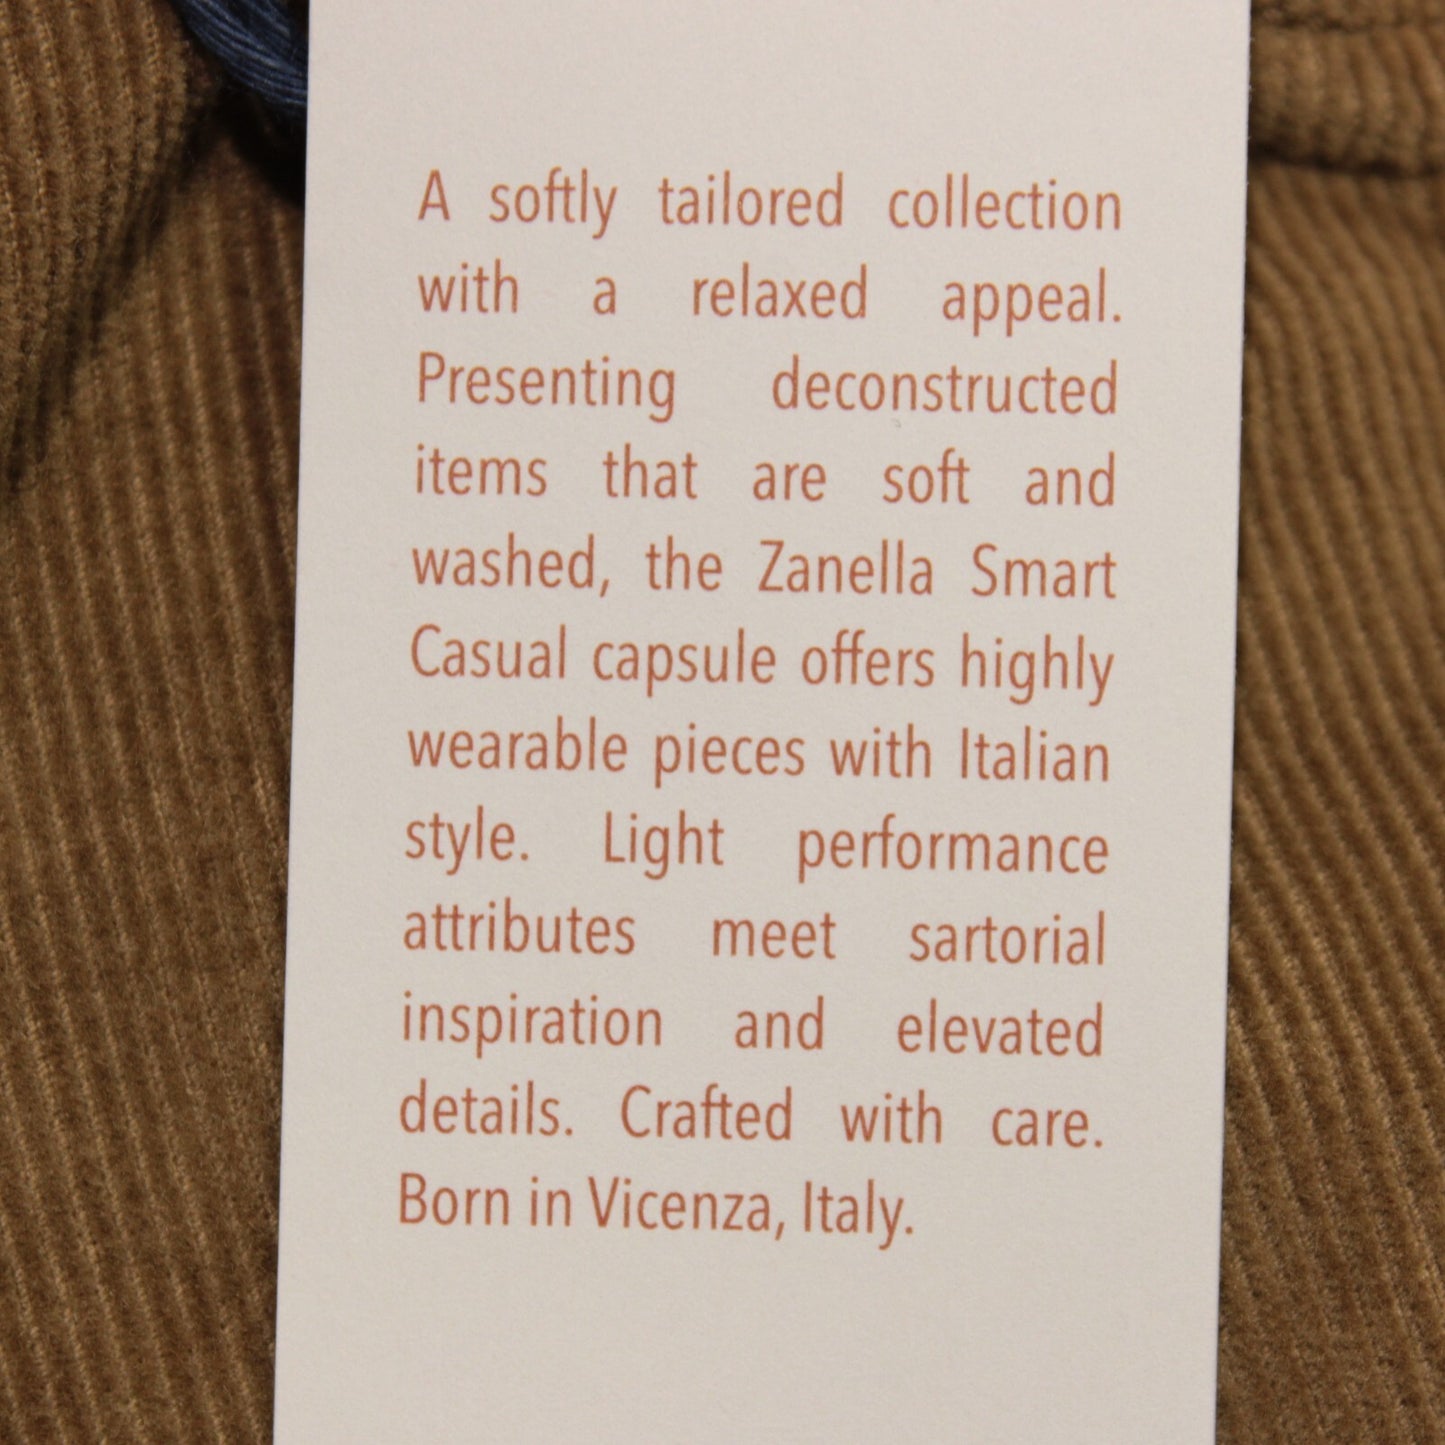 A softly tailored collection
with a relaxed appeal.
Presenting deconstructed
items that are soft and
washed, the Zanella Smart
Casual capsule offers highly
wearable pieces with Italian
style. Light performance
attributes meet sartorial
inspiration and elevated
details. Crafted with care.
Born in Vicenza, Italy.